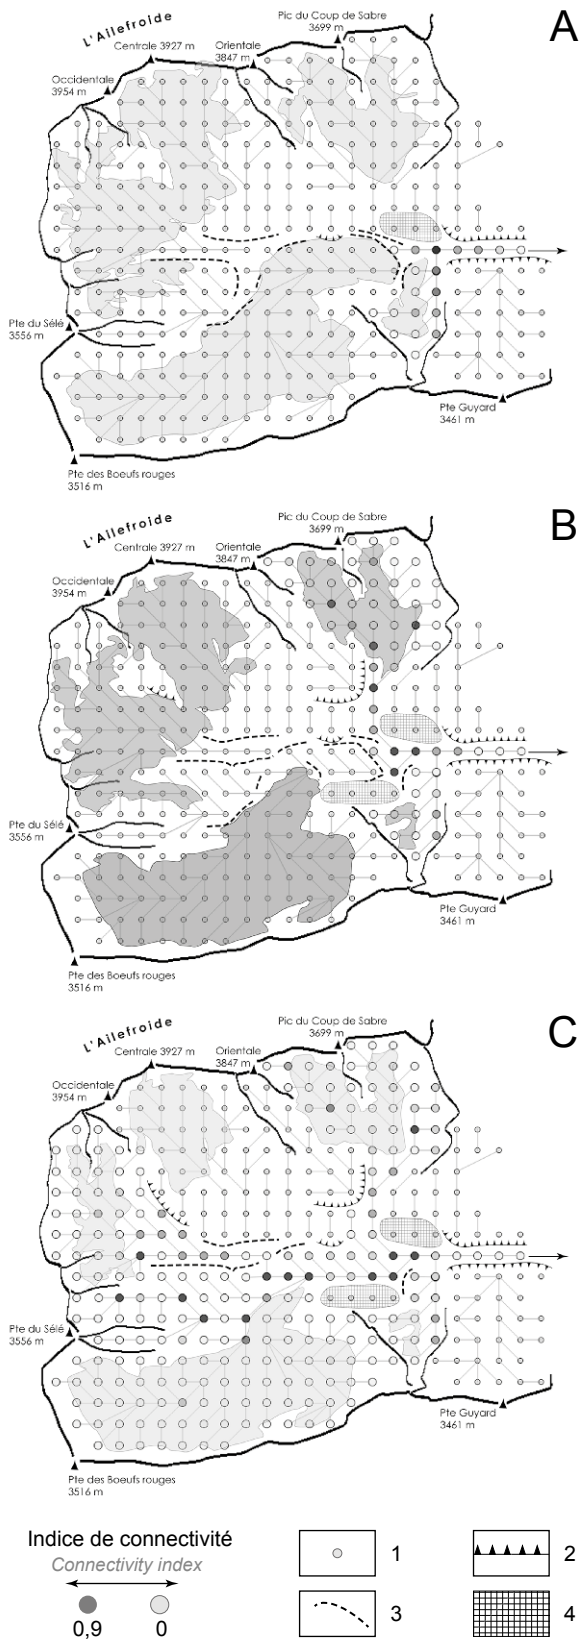 A
L'Ailefroide
Pic du Coup de Sabre
3699 m
Centrale 3927 m
Orientale
3847 m
Occidentale
3954 m
Pte du Sélé
3556 m
Pte Guyard
3461 m
Pte des Boeufs rouges
3516 m
B
L'Ailefroide
Pic du Coup de Sabre
3699 m
Centrale 3927 m
Orientale
3847 m
Occidentale
3954 m
Pte du Sélé
3556 m
Pte Guyard
3461 m
Pte des Boeufs rouges
3516 m
C
L'Ailefroide
Pic du Coup de Sabre
3699 m
Centrale 3927 m
Orientale
3847 m
Occidentale
3954 m
Pte du Sélé
3556 m
Pte Guyard
3461 m
Pte des Boeufs rouges
3516 m
Indice de connectivité
Connectivity index
0,9 0
1
2
3
4